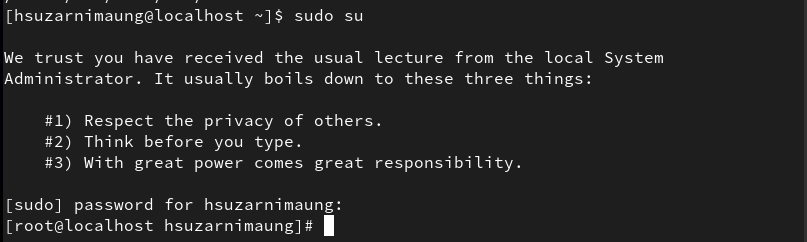 [hsuzarnimaung@localhost ~]$ sudo su
We trust you have received the usual lecture from the local System
Administrator. It usually boils down to these three things:
#1) Respect the privacy of others.
#2) Think before you type.
#3) With great power comes great responsibility.
[sudo] password for hsuzarnimaung:
[root@localhost hsuzarnimaung]#